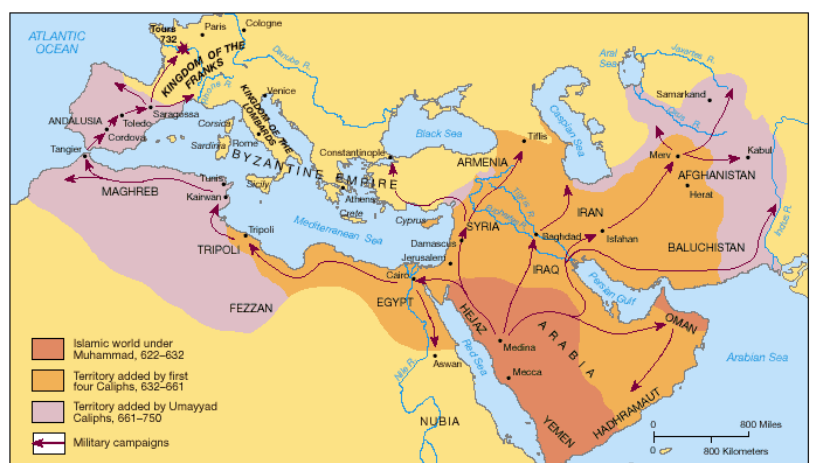 Tours
732
Paris
Cologne
ATLANTIC
OCEAN
KINGDOM OF THE
FRANKS
Danube R.
Rhone R.
KINGDOM OF THE
LOMBARDS
Venice
Aral
Sea
Jaxartes R.
Samarkand
Oxus R.
Caspian Sea
Black Sea
ANDALUSIA
Saragessa
Toledo
Cordova
Corsica
Sardinia
Rome
Constantinople
Tiflis
ARMENIA
Merv
Kabul
AFGHANISTAN
Herat
Tangier
MAGHREB
Tunis
Kairwan
Sicily
BYZANTINE EMPIRE
Athens
Crete
Cyprus
Mediterranean Sea
Tigris R.
Euphrates R.
SYRIA
Damascus
Jerusalem
Baghdad
IRAQ
IRAN
Isfahan
BALUCHISTAN
Indus R.
Persian Gulf
TRIPOLI
Tripoli
FEZZAN
Cairo
EGYPT
Aswan
Nile R.
NUBIA
Red Sea
HEJAZ
ARABIA
Medina
Mecca
YEMEN
HADHRAMAUT
OMAN
Arabian Sea
Islamic world under
Muhammad, 622–632
Territory added by first
four Caliphs, 632–661
Territory added by Umayyad
Caliphs, 661–750
Military campaigns
0 800 Miles
0 800 Kilometers